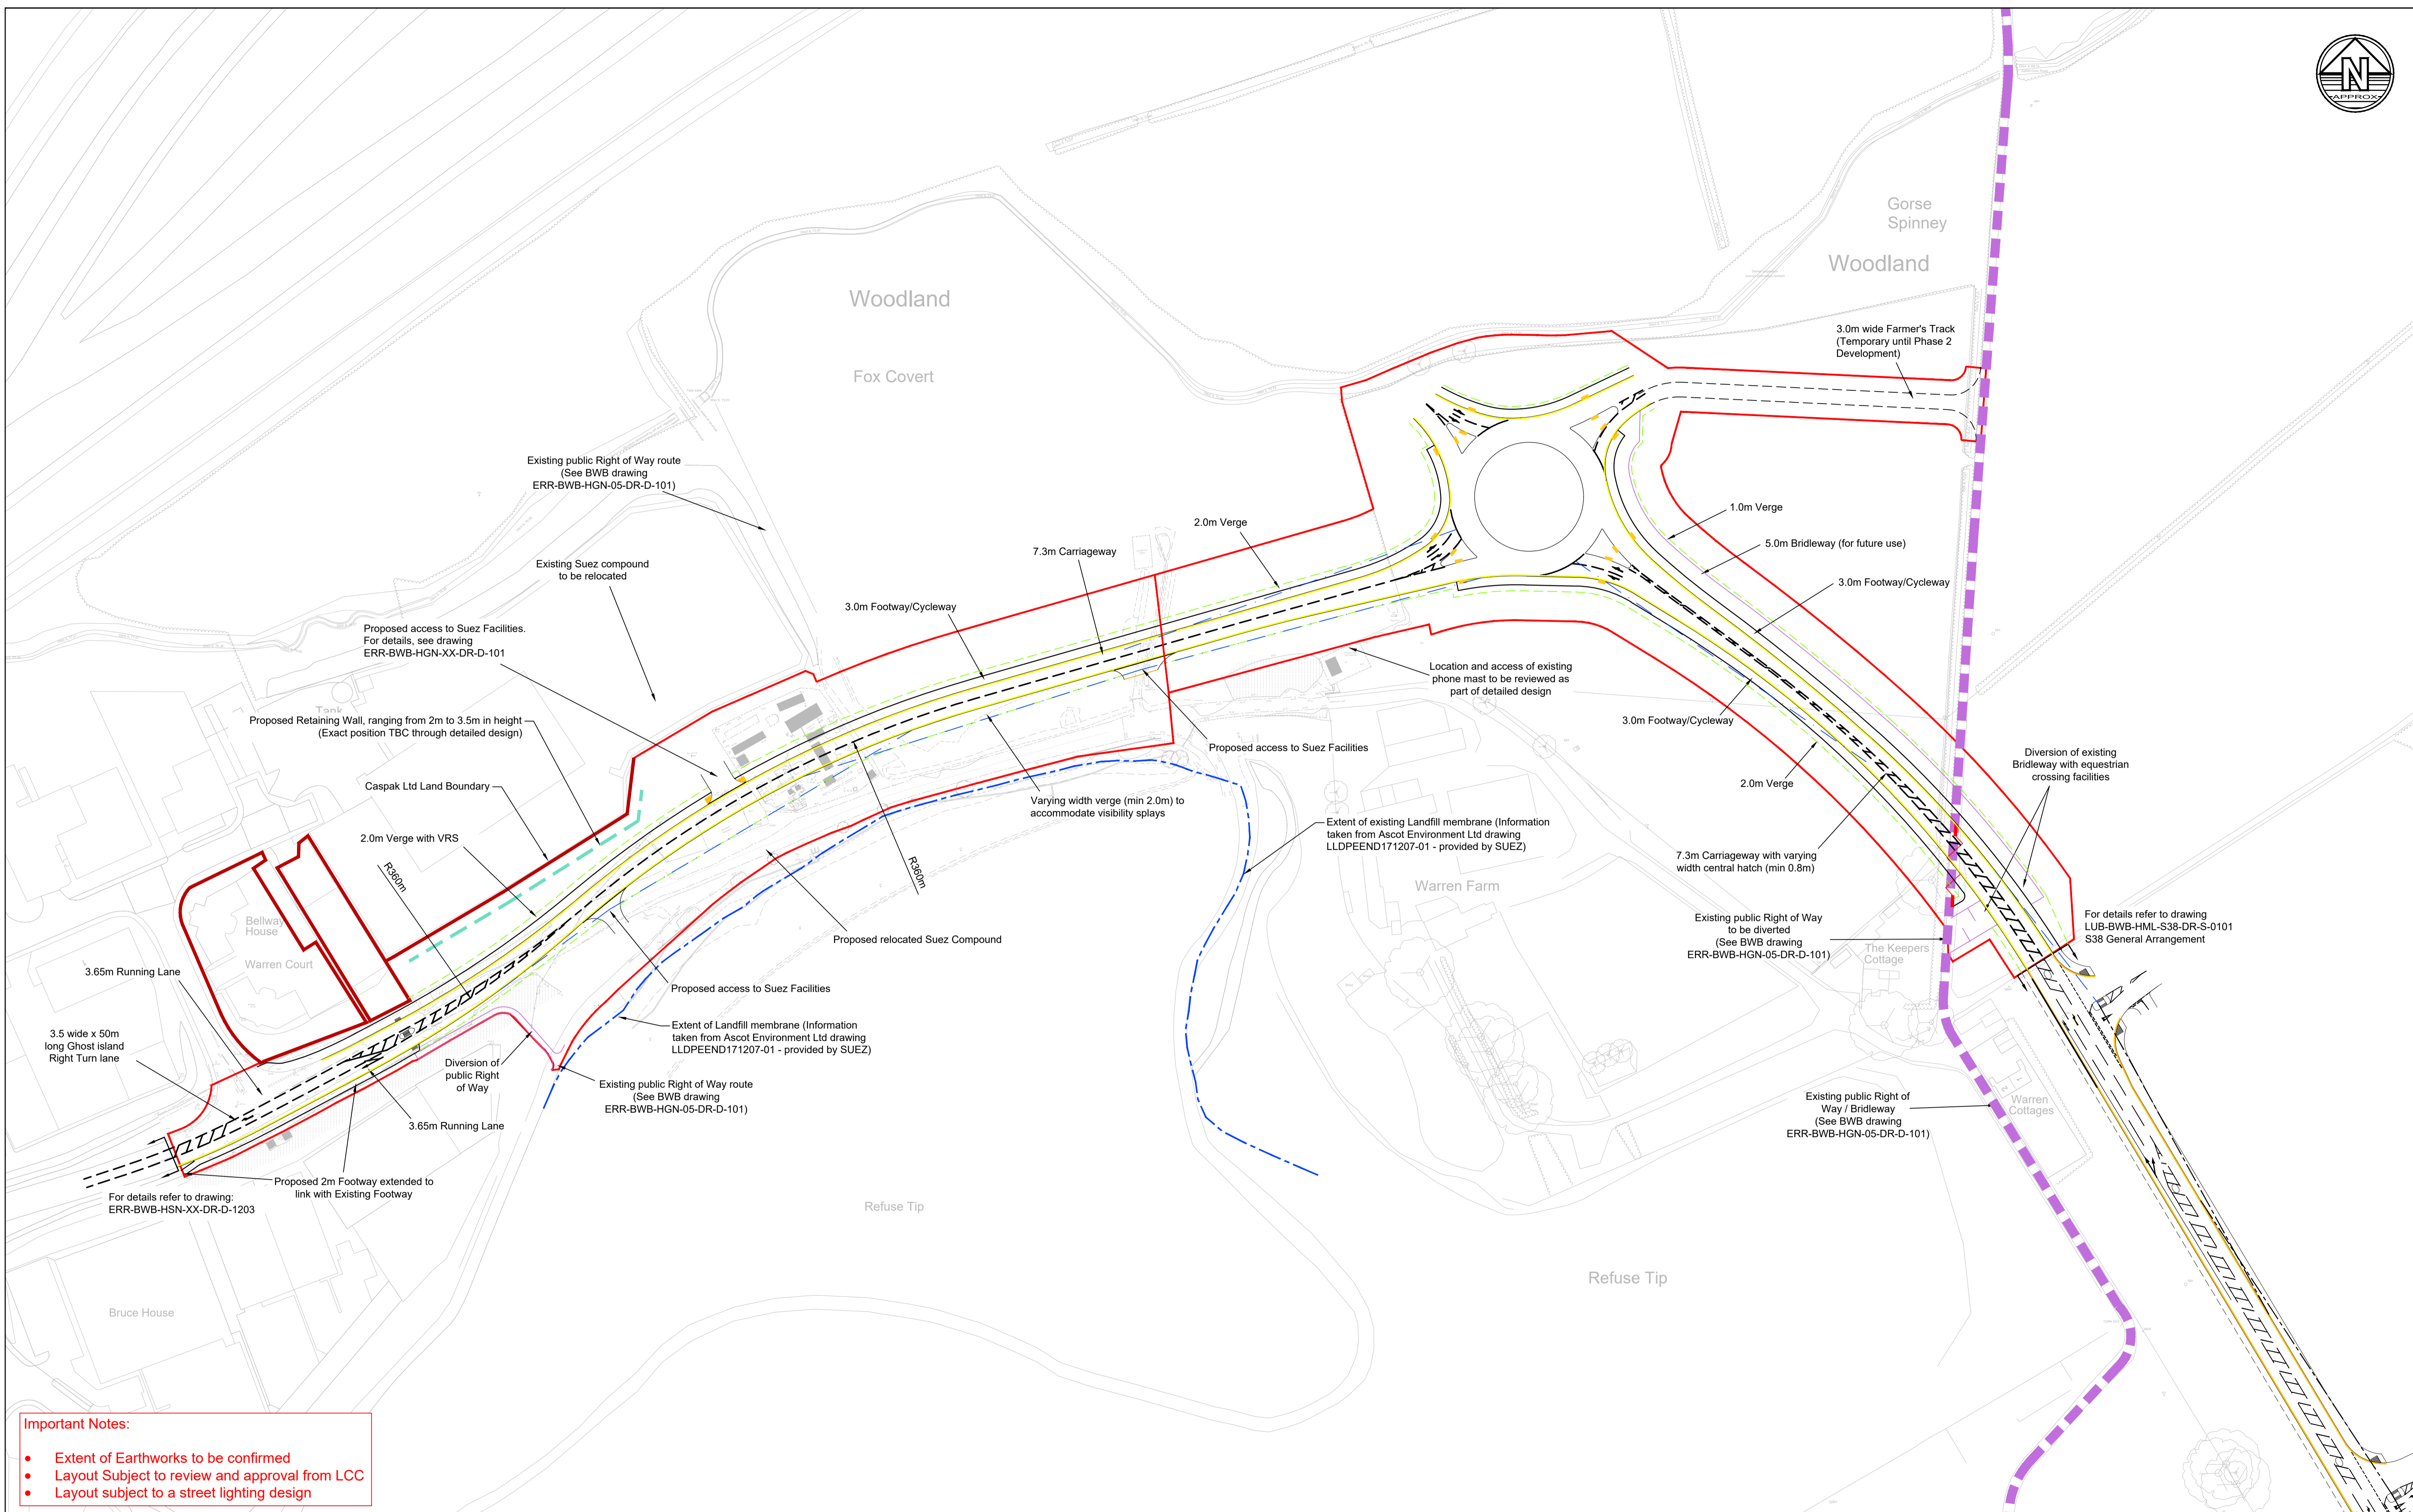 N
APPROX
Gorse
Spinney
Woodland
Woodland
Fox Covert
3.0m wide Farmer's Track
(Temporary until Phase 2
Development)
Existing public Right of Way route
(See BWB drawing
ERR-BWB-HGN-05-DR-D-101)
2.0m Verge
1.0m Verge
7.3m Carriageway
5.0m Bridleway (for future use)
Existing Suez compound
to be relocated
3.0m Footway/Cycleway
3.0m Footway/Cycleway
Proposed access to Suez Facilities.
For details, see drawing
ERR-BWB-HGN-XX-DR-D-101
Location and access of existing
phone mast to be reviewed as
part of detailed design
Tank
Proposed Retaining Wall, ranging from 2m to 3.5m in height
(Exact position TBC through detailed design)
3.0m Footway/Cycleway
Proposed access to Suez Facilities
Diversion of existing
Bridleway with equestrian
crossing facilities
Caspak Ltd Land Boundary
2.0m Verge
Varying width verge (min 2.0m) to
accommodate visibility splays
Extent of existing Landfill membrane (Information
taken from Ascot Environment Ltd drawing
LLDPEEND171207-01 - provided by SUEZ)
2.0m Verge with VRS
R360m
R360m
7.3m Carriageway with varying
width central hatch (min 0.8m)
Warren Farm
Bellway
House
Warren Court
Proposed relocated Suez Compound
Existing public Right of Way
to be diverted
(See BWB drawing
ERR-BWB-HGN-05-DR-D-101)
The Keepers
Cottage
For details refer to drawing
LUB-BWB-HML-S38-DR-S-0101
S38 General Arrangement
3.65m Running Lane
Proposed access to Suez Facilities
3.5 wide x 50m
long Ghost island
Right Turn lane
Extent of Landfill membrane (Information
taken from Ascot Environment Ltd drawing
LLDPEEND171207-01 - provided by SUEZ)
Diversion of
public Right
of Way
Existing public Right of Way route
(See BWB drawing
ERR-BWB-HGN-05-DR-D-101)
3.65m Running Lane
Existing public Right of
Way / Bridleway
(See BWB drawing
ERR-BWB-HGN-05-DR-D-101)
Warren
Cottages
Proposed 2m Footway extended to
link with Existing Footway
For details refer to drawing:
ERR-BWB-HSN-XX-DR-D-1203
Refuse Tip
Refuse Tip
Bruce House
Important Notes:
• Extent of Earthworks to be confirmed
• Layout Subject to review and approval from LCC
• Layout subject to a street lighting design